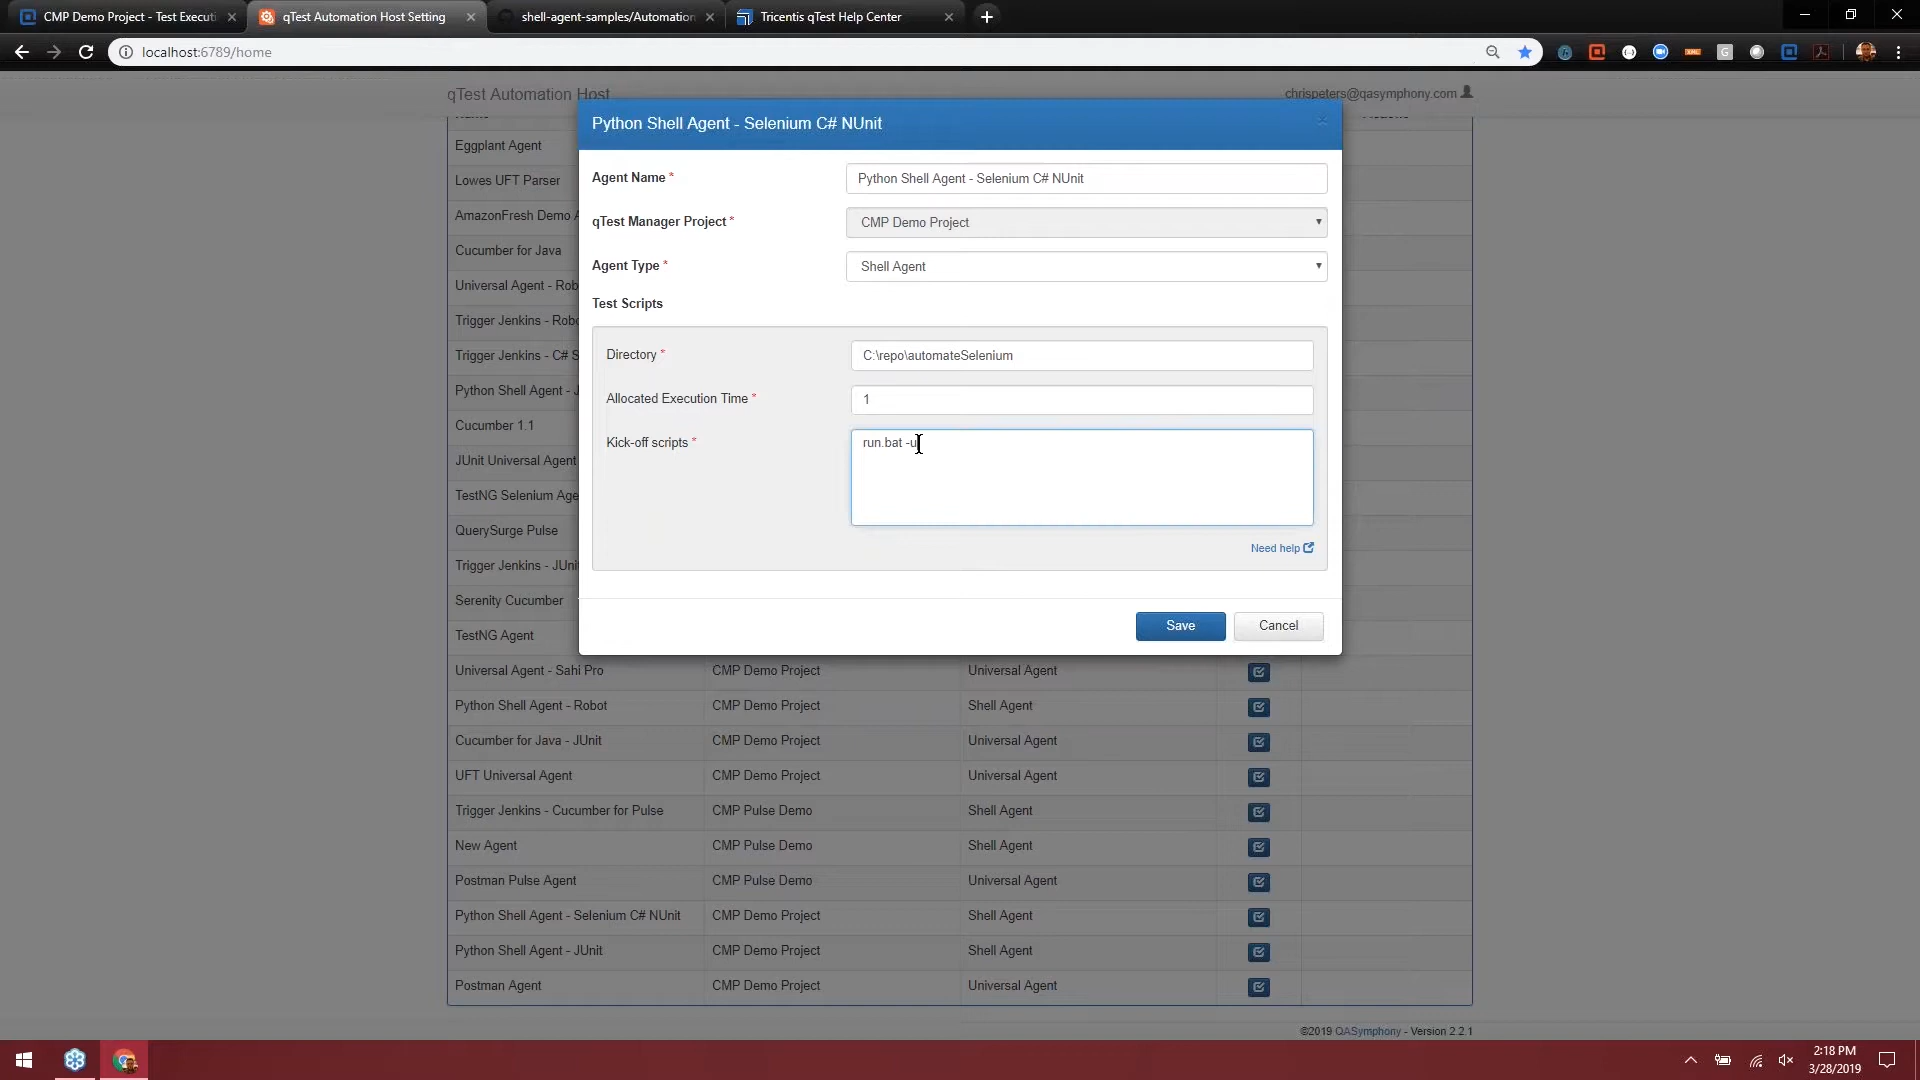 CMP Demo Project - Test Executi
qTest Automation Host Setting
shell-agent-samples/Automation
Tricentis qTest Help Center
localhost:6789/home
qTest Automation Host
chrispeters@qasymphony.com
Python Shell Agent - Selenium C# NUnit
Agent Name *
Python Shell Agent - Selenium C# NUnit
qTest Manager Project *
CMP Demo Project
Agent Type *
Shell Agent
Test Scripts
Directory *
C:\repo\automateSelenium
Allocated Execution Time *
1
Kick-off scripts *
run.bat -u
Need help
Save Cancel
Eggplant Agent
Lowes UFT Parser
AmazonFresh Demo A
Cucumber for Java
Universal Agent - Rob
Trigger Jenkins - Robo
Trigger Jenkins - C# S
Python Shell Agent - J
Cucumber 1.1
JUnit Universal Agent
TestNG Selenium Age
QuerySurge Pulse
Trigger Jenkins - JUni
Serenity Cucumber
TestNG Agent
Universal Agent - Sahi Pro CMP Demo Project Universal Agent
Python Shell Agent - Robot CMP Demo Project Shell Agent
Cucumber for Java - JUnit CMP Demo Project Universal Agent
UFT Universal Agent CMP Demo Project Universal Agent
Trigger Jenkins - Cucumber for Pulse CMP Pulse Demo Shell Agent
New Agent CMP Pulse Demo Shell Agent
Postman Pulse Agent CMP Pulse Demo Universal Agent
Python Shell Agent - Selenium C# NUnit CMP Demo Project Shell Agent
Python Shell Agent - JUnit CMP Demo Project Shell Agent
Postman Agent CMP Demo Project Universal Agent
©2019 QASymphony - Version 2.2.1
2:18 PM
3/28/2019